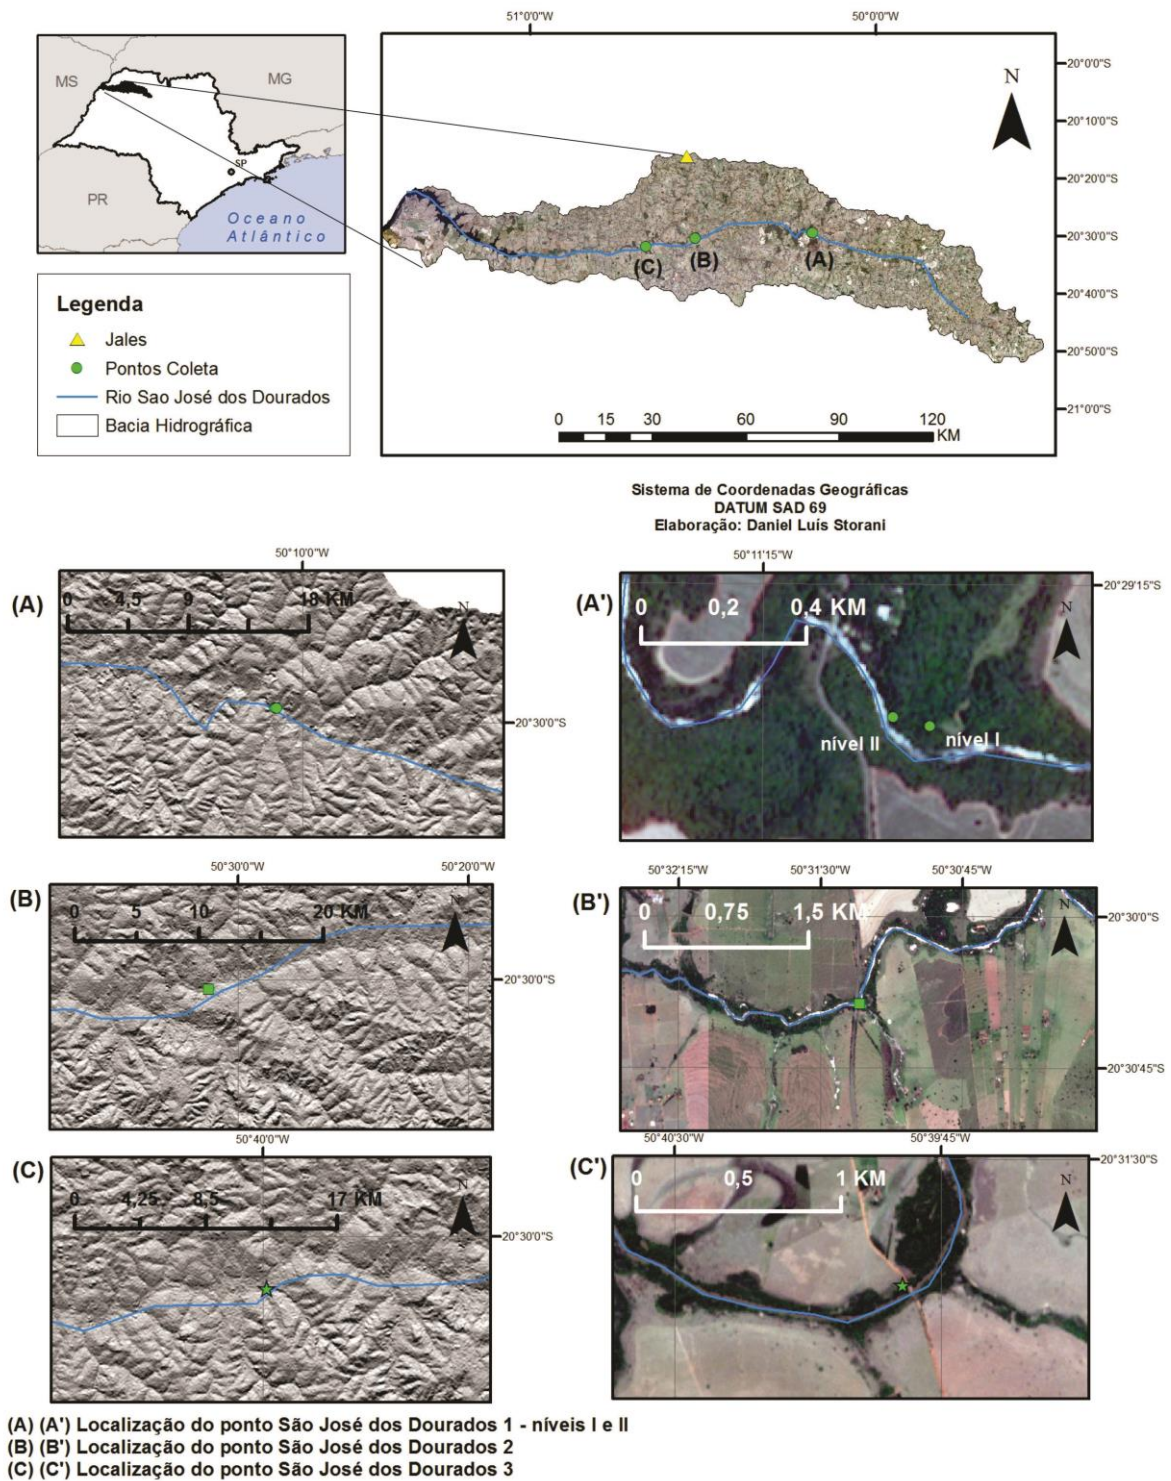 51°0'0"W 50°0'0"W
MS
MG
SP
PR
Oceano
Atlântico
20°0'0"S
N
20°10'0"S
20°20'0"S
20°30'0"S
(C) (B) (A)
20°40'0"S
20°50'0"S
21°0'0"S
0 15 30 60 90 120
KM
Legenda
Jales
Pontos Coleta
Rio Sao José dos Dourados
Bacia Hidrográfica
Sistema de Coordenadas Geográficas
DATUM SAD 69
Elaboração: Daniel Luís Storani
50°10'0"W
(A)
0 4,5 9 18 KM
N
20°30'0"S
50°11'15"W
20°29'15"S
(A')
0 0,2 0,4 KM
N
nível II nível I
50°30'0"W 50°20'0"W
(B)
0 5 10 20 KM
N
20°30'0"S
50°32'15"W 50°31'30"W 50°30'45"W
(B')
0 0,75 1,5 KM
N
20°30'0"S
20°30'45"S
50°40'0"W
(C)
0 4,25 8,5 17 KM
N
20°30'0"S
50°40'30"W 50°39'45"W
20°31'30"S
(C')
0 0,5 1 KM
N
(A) (A') Localização do ponto São José dos Dourados 1 - níveis I e II
(B) (B') Localização do ponto São José dos Dourados 2
(C) (C') Localização do ponto São José dos Dourados 3